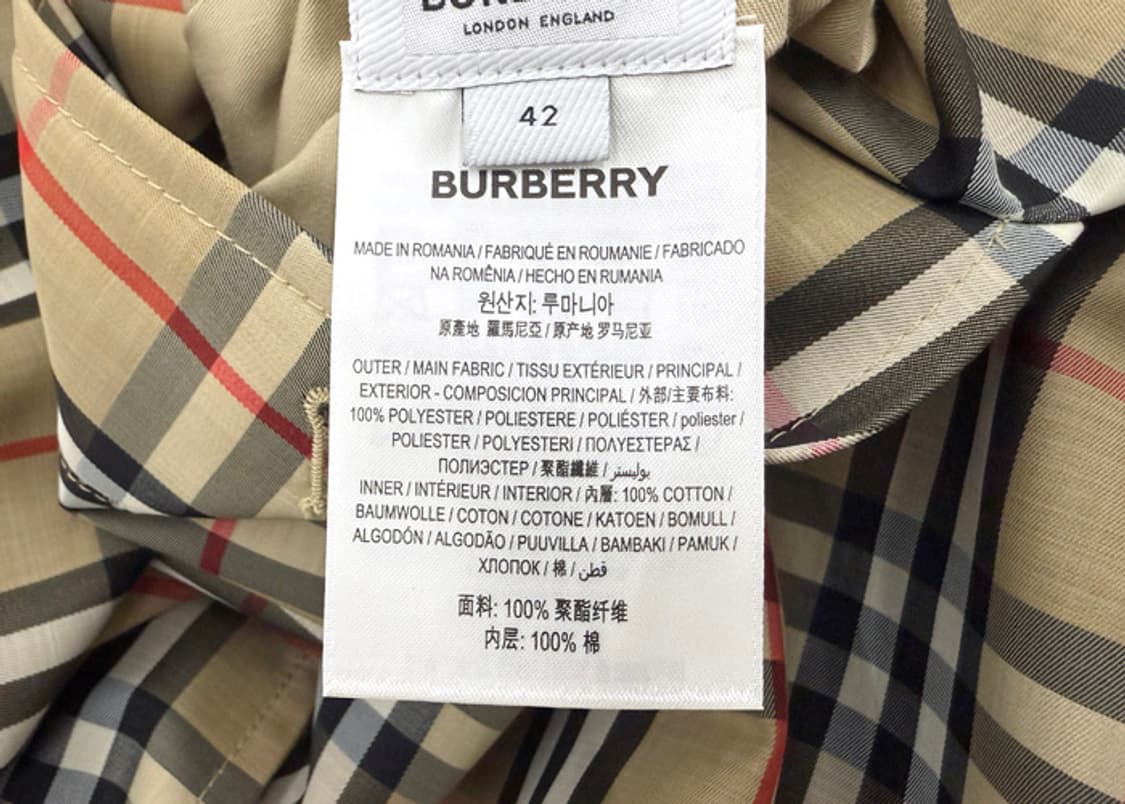 LONDON ENGLAND
42
BURBERRY
MADE IN ROMANIA / FABRIQUÉ EN ROUMANIE / FABRICADO
NA ROMÊNIA / HECHO EN RUMANIA
원산지: 루마니아
原產地 羅馬尼亞 / 原产地 罗马尼亚
OUTER / MAIN FABRIC / TISSU EXTÉRIEUR / PRINCIPAL /
EXTERIOR - COMPOSICION PRINCIPAL / 外部/主要布料:
100% POLYESTER / POLIESTERE / POLIÉSTER / poliester /
POLIESTER / POLYESTERI / ΠΟΛΥΕΣΤΕΡΑΣ /
ПОЛИЭСТЕР / 聚酯纖維 / بوليستر
INNER / INTÉRIEUR / INTERIOR / 內層: 100% COTTON /
BAUMWOLLE / COTON / COTONE / KATOEN / BOMULL /
ALGODÓN / ALGODÃO / PUUVILLA / BAMBAKI / PAMUK /
ХЛОПОК / 棉 / قطن
面料: 100% 聚酯纤维
内层: 100% 棉